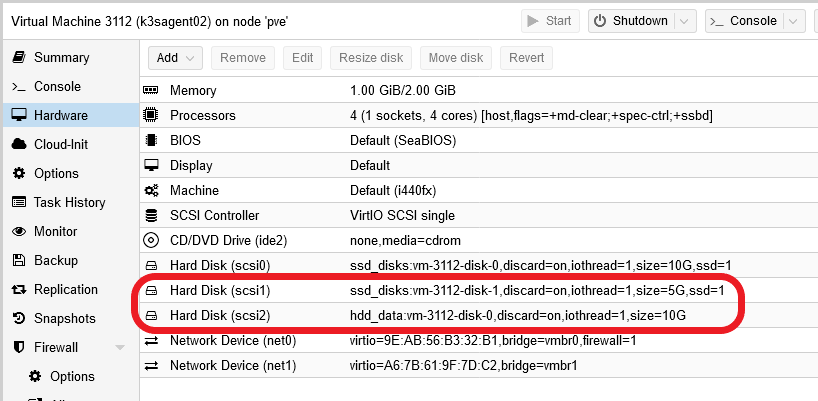 Virtual Machine 3112 (k3sagent02) on node 'pve'
Start
Shutdown
Console
Summary
Console
Hardware
Cloud-Init
Options
Task History
Monitor
Backup
Replication
Snapshots
Firewall
Options
Add
Remove
Edit
Resize disk
Move disk
Revert
Memory 1.00 GiB/2.00 GiB
Processors 4 (1 sockets, 4 cores) [host,flags=+md-clear;+spec-ctrl;+ssbd]
BIOS Default (SeaBIOS)
Display Default
Machine Default (i440fx)
SCSI Controller VirtIO SCSI single
CD/DVD Drive (ide2) none,media=cdrom
Hard Disk (scsi0) ssd_disks:vm-3112-disk-0,discard=on,iothread=1,size=10G,ssd=1
Hard Disk (scsi1) ssd_disks:vm-3112-disk-1,discard=on,iothread=1,size=5G,ssd=1
Hard Disk (scsi2) hdd_data:vm-3112-disk-0,discard=on,iothread=1,size=10G
Network Device (net0) virtio=9E:AB:56:B3:32:B1,bridge=vmbr0,firewall=1
Network Device (net1) virtio=A6:7B:61:9F:7D:C2,bridge=vmbr1